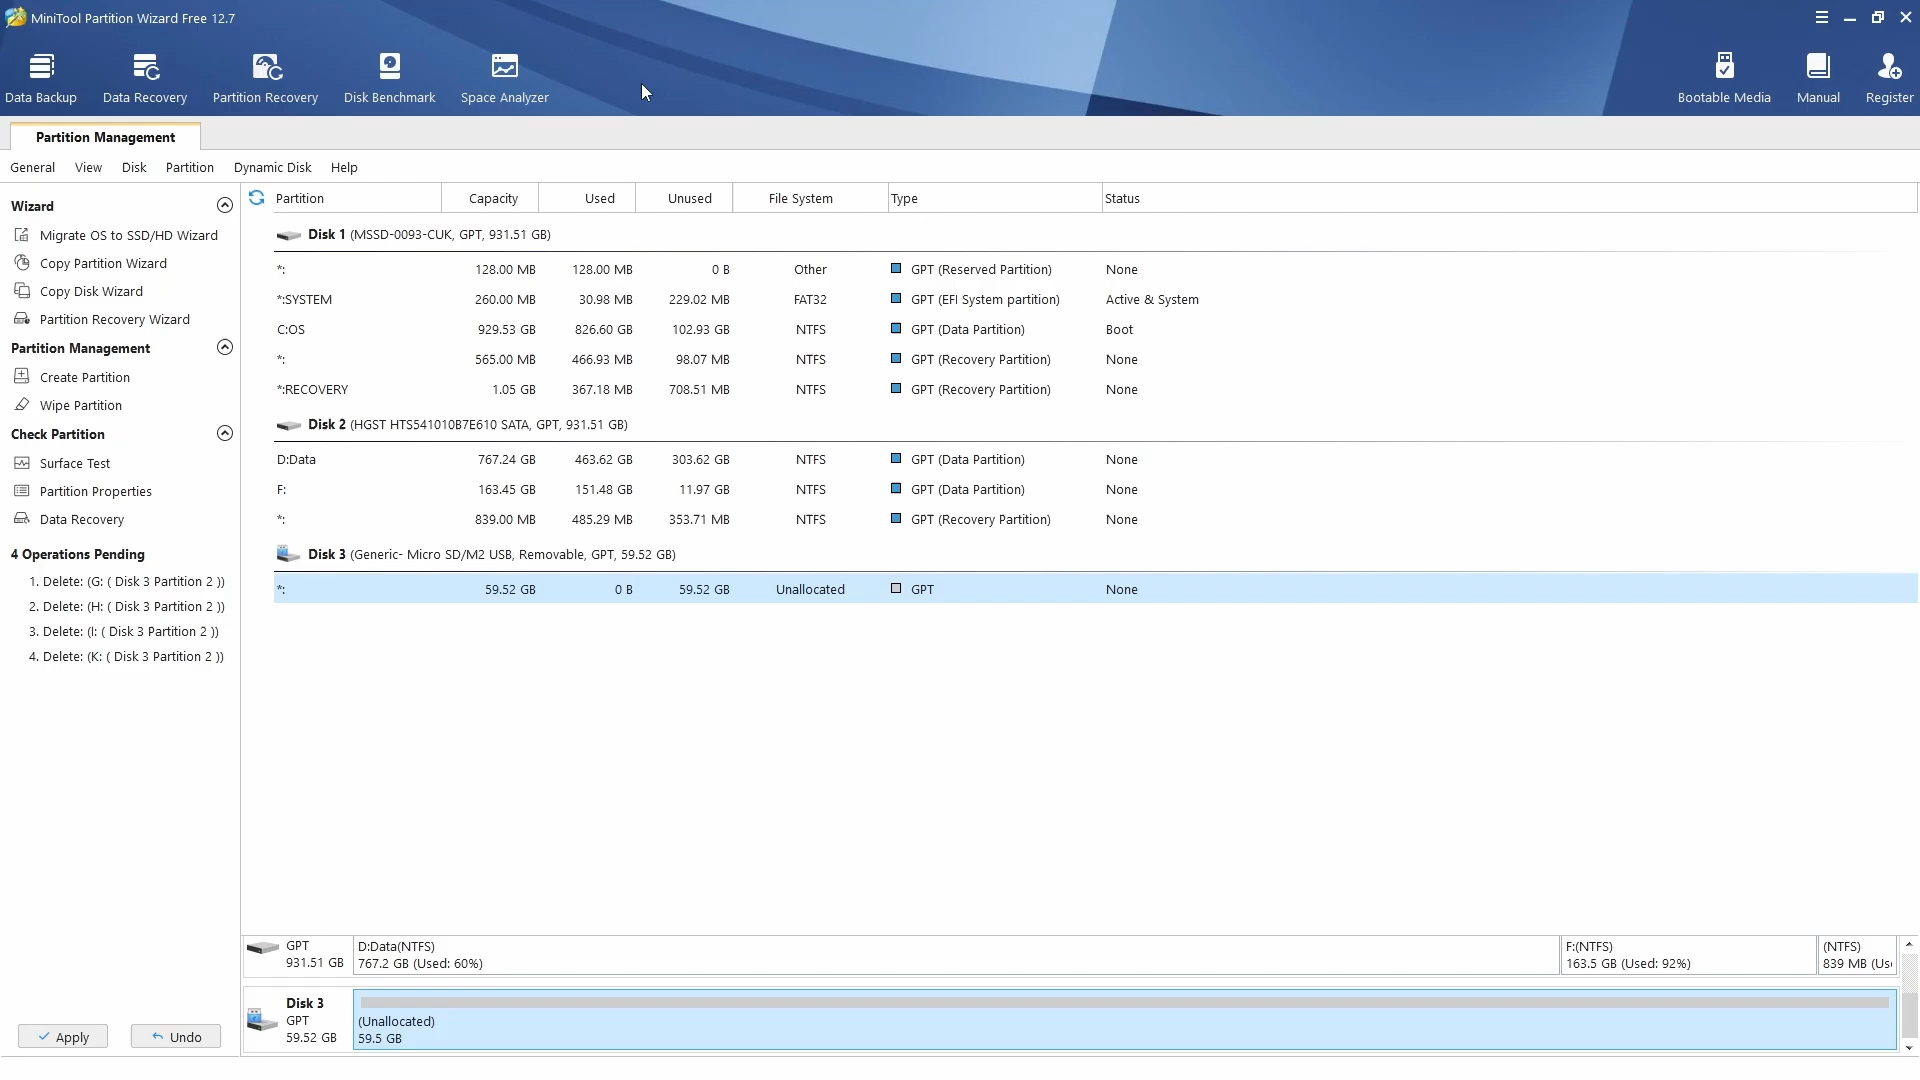 MiniTool Partition Wizard Free 12.7
Data Backup Data Recovery Partition Recovery Disk Benchmark Space Analyzer Bootable Media Manual Register
Partition Management
General View Disk Partition Dynamic Disk Help
Wizard
Migrate OS to SSD/HD Wizard
Copy Partition Wizard
Copy Disk Wizard
Partition Recovery Wizard
Partition Management
Create Partition
Wipe Partition
Check Partition
Surface Test
Partition Properties
Data Recovery
4 Operations Pending
1. Delete: (G: ( Disk 3 Partition 2 ))
2. Delete: (H: ( Disk 3 Partition 2 ))
3. Delete: (I: ( Disk 3 Partition 2 ))
4. Delete: (K: ( Disk 3 Partition 2 ))
Apply Undo
Partition Capacity Used Unused File System Type Status
Disk 1 (MSSD-0093-CUK, GPT, 931.51 GB)
*: 128.00 MB 128.00 MB 0 B Other GPT (Reserved Partition) None
*:SYSTEM 260.00 MB 30.98 MB 229.02 MB FAT32 GPT (EFI System partition) Active & System
C:OS 929.53 GB 826.60 GB 102.93 GB NTFS GPT (Data Partition) Boot
*: 565.00 MB 466.93 MB 98.07 MB NTFS GPT (Recovery Partition) None
*:RECOVERY 1.05 GB 367.18 MB 708.51 MB NTFS GPT (Recovery Partition) None
Disk 2 (HGST HTS541010B7E610 SATA, GPT, 931.51 GB)
D:Data 767.24 GB 463.62 GB 303.62 GB NTFS GPT (Data Partition) None
F: 163.45 GB 151.48 GB 11.97 GB NTFS GPT (Data Partition) None
*: 839.00 MB 485.29 MB 353.71 MB NTFS GPT (Recovery Partition) None
Disk 3 (Generic- Micro SD/M2 USB, Removable, GPT, 59.52 GB)
*: 59.52 GB 0 B 59.52 GB Unallocated GPT None
GPT D:Data(NTFS) F:(NTFS) (NTFS)
931.51 GB 767.2 GB (Used: 60%) 163.5 GB (Used: 92%) 839 MB (Us
Disk 3
GPT (Unallocated)
59.52 GB 59.5 GB